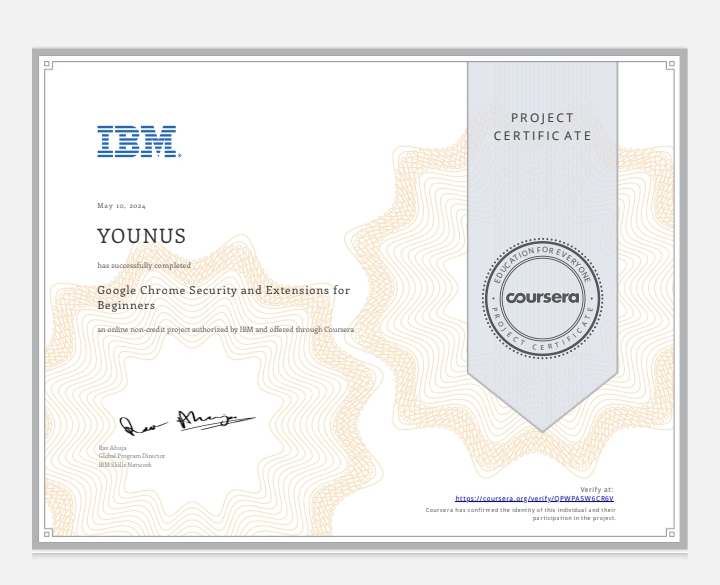 PROJECT
CERTIFICATE
IBM®
May 10, 2024
YOUNUS
has successfully completed
Google Chrome Security and Extensions for
Beginners
an online non-credit project authorized by IBM and offered through Coursera
EDUCATION FOR EVERYONE
coursera
PROJECT CERTIFICATE
Rav Ahuja
Global Program Director
IBM Skills Network
Verify at:
https://coursera.org/verify/QPWPA5W6CR6V
Coursera has confirmed the identity of this individual and their
participation in the project.